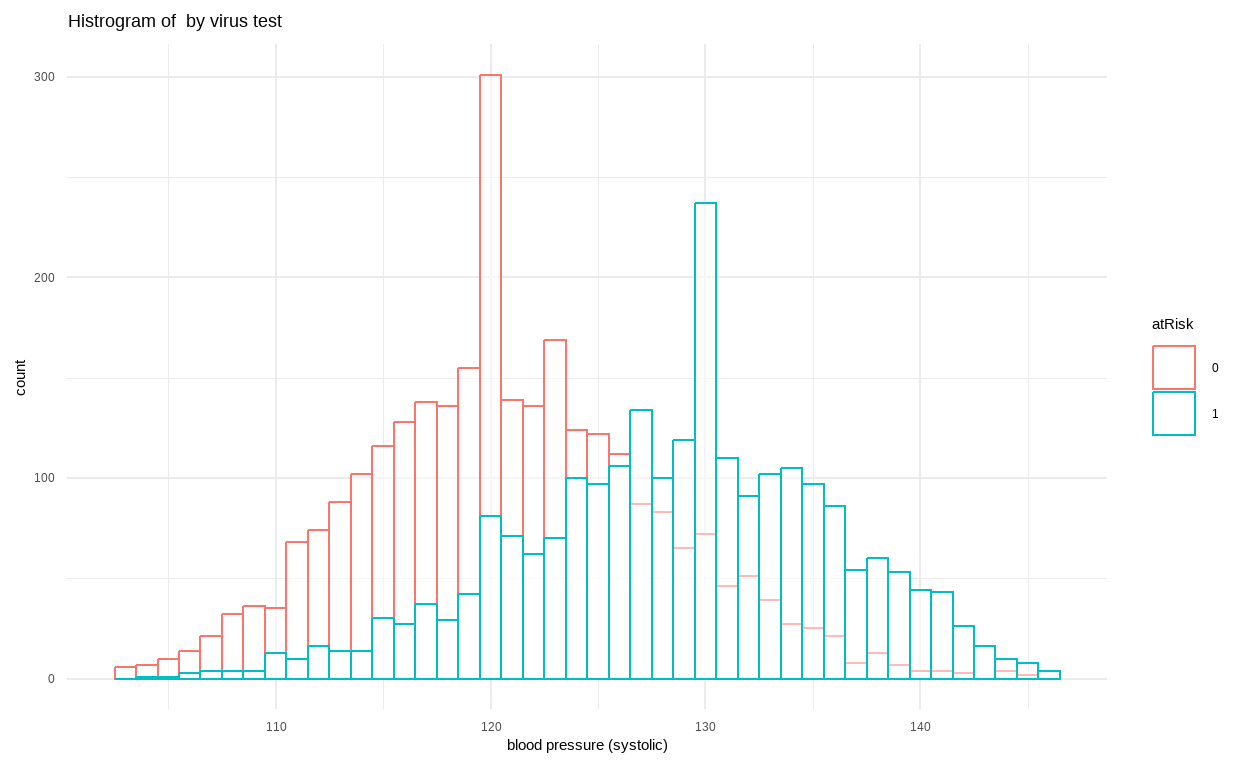 Histrogram of  by virus test
300
200
100
0
count
110
120
130
140
blood pressure (systolic)
atRisk
0
1